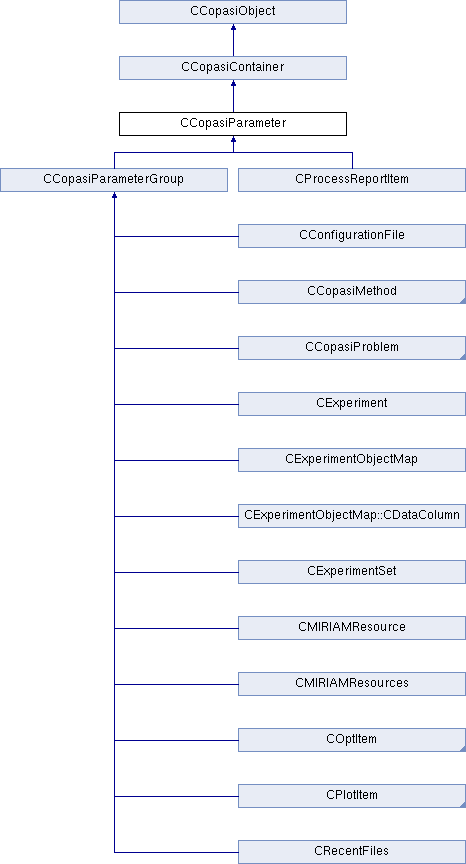 CCopasiObject
CCopasiContainer
CCopasiParameter
CCopasiParameterGroup
CProcessReportItem
CConfigurationFile
CCopasiMethod
CCopasiProblem
CExperiment
CExperimentObjectMap
CExperimentObjectMap::CDataColumn
CExperimentSet
CMIRIAMResource
CMIRIAMResources
COptItem
CPlotItem
CRecentFiles